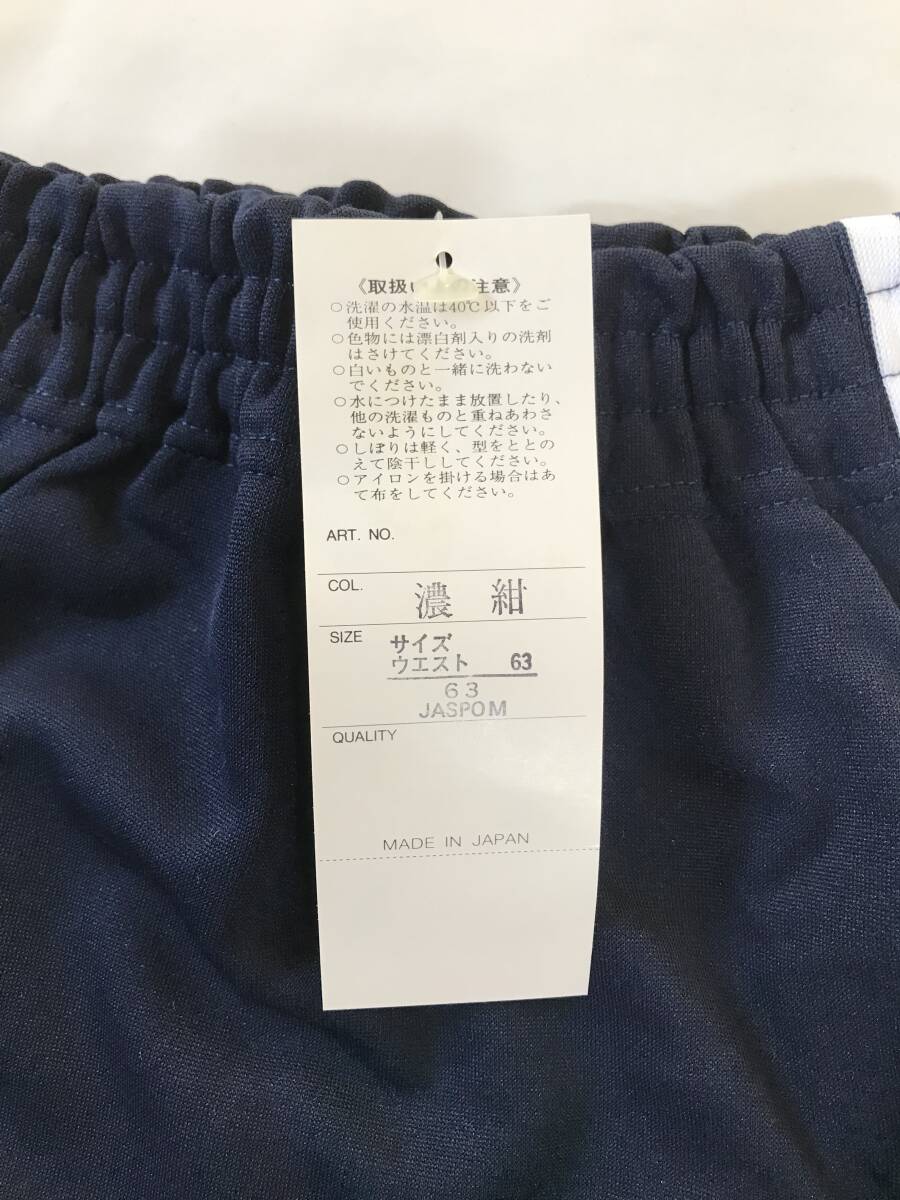 《取扱い 注意》
○洗濯の水温は40℃以下をご
使用ください。
○色物には漂白剤入りの洗剤
はさけてください。
○白いものと一緒に洗わない
でください。
○水につけたまま放置したり、
他の洗濯ものと重ねあわさ
ないようにしてください。
○しぼりは軽く、型をととの
えて陰干ししてください。
○アイロンを掛ける場合はあ
て布をしてください。
ART. NO.
COL. 濃 紺
SIZE サイズ
ウエスト 63
63
JASPO M
QUALITY
MADE IN JAPAN